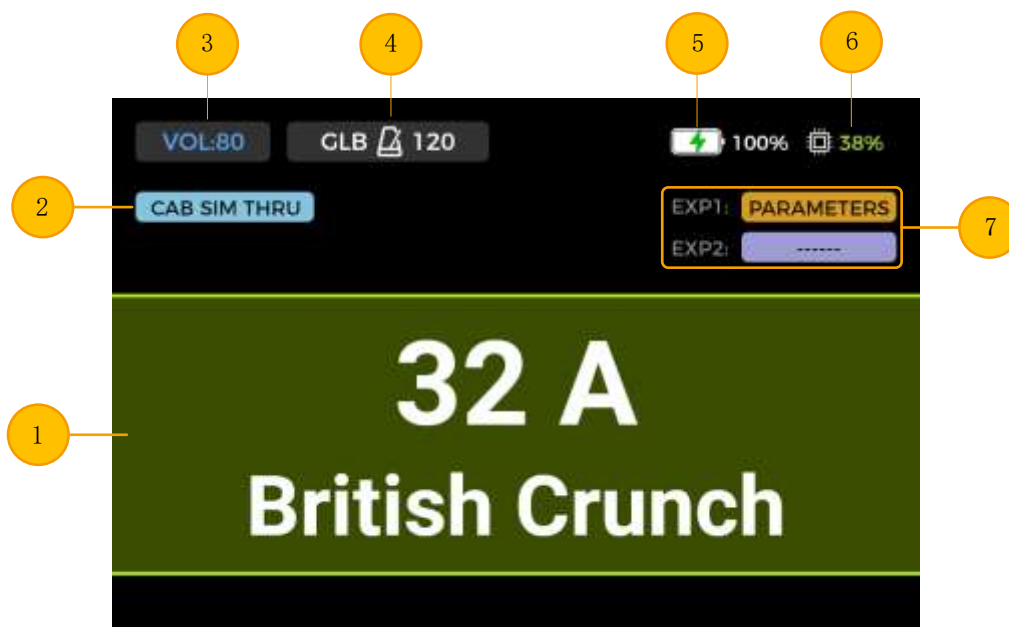 3
4
5
6
VOL:80
GLB 120
100%
38%
2
CAB SIM THRU
EXP1: PARAMETERS
7
EXP2: ------
32 A
1
British Crunch